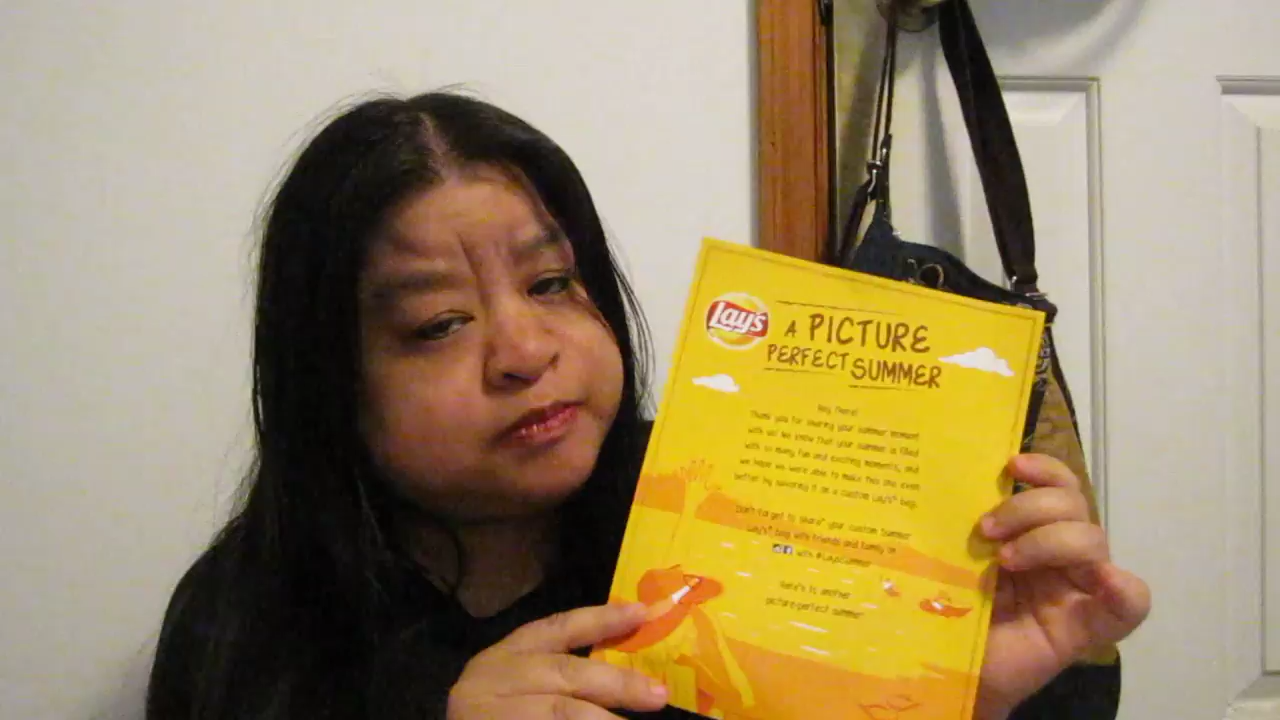 Lay's
A PICTURE
PERFECT SUMMER
Hey there!
Thank you for sharing your summer moment
with us! We know that your summer is filled
with so many fun and exciting moments, and
we hope we were able to make this one even
better by savoring it on a custom Lay's® bag.
Don't forget to share* your custom Summer
Lay's® bag with friends and family on
with #LaysSummer
Here's to another
picture-perfect summer